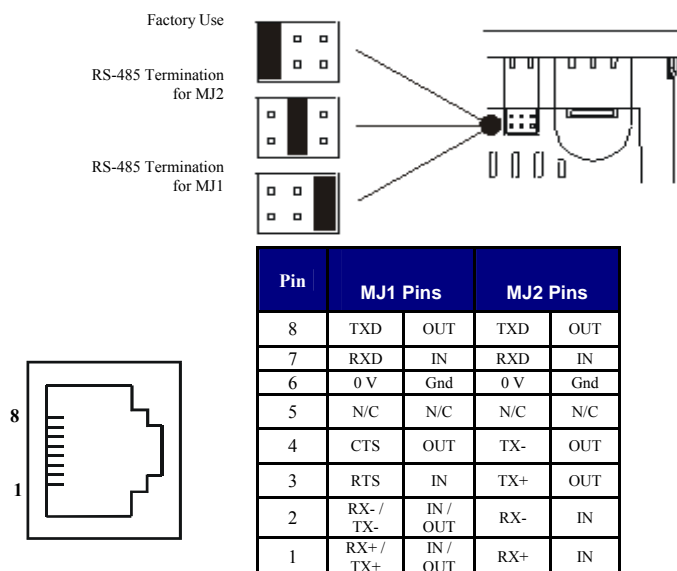 Factory Use
RS-485 Termination
for MJ2
RS-485 Termination
for MJ1
Pin MJ1 Pins MJ2 Pins
8 TXD OUT TXD OUT
7 RXD IN RXD IN
6 0 V Gnd 0 V Gnd
5 N/C N/C N/C N/C
4 CTS OUT TX- OUT
3 RTS IN TX+ OUT
2 RX- / TX- IN / OUT RX- IN
1 RX+ / TX+ IN / OUT RX+ IN
8
1